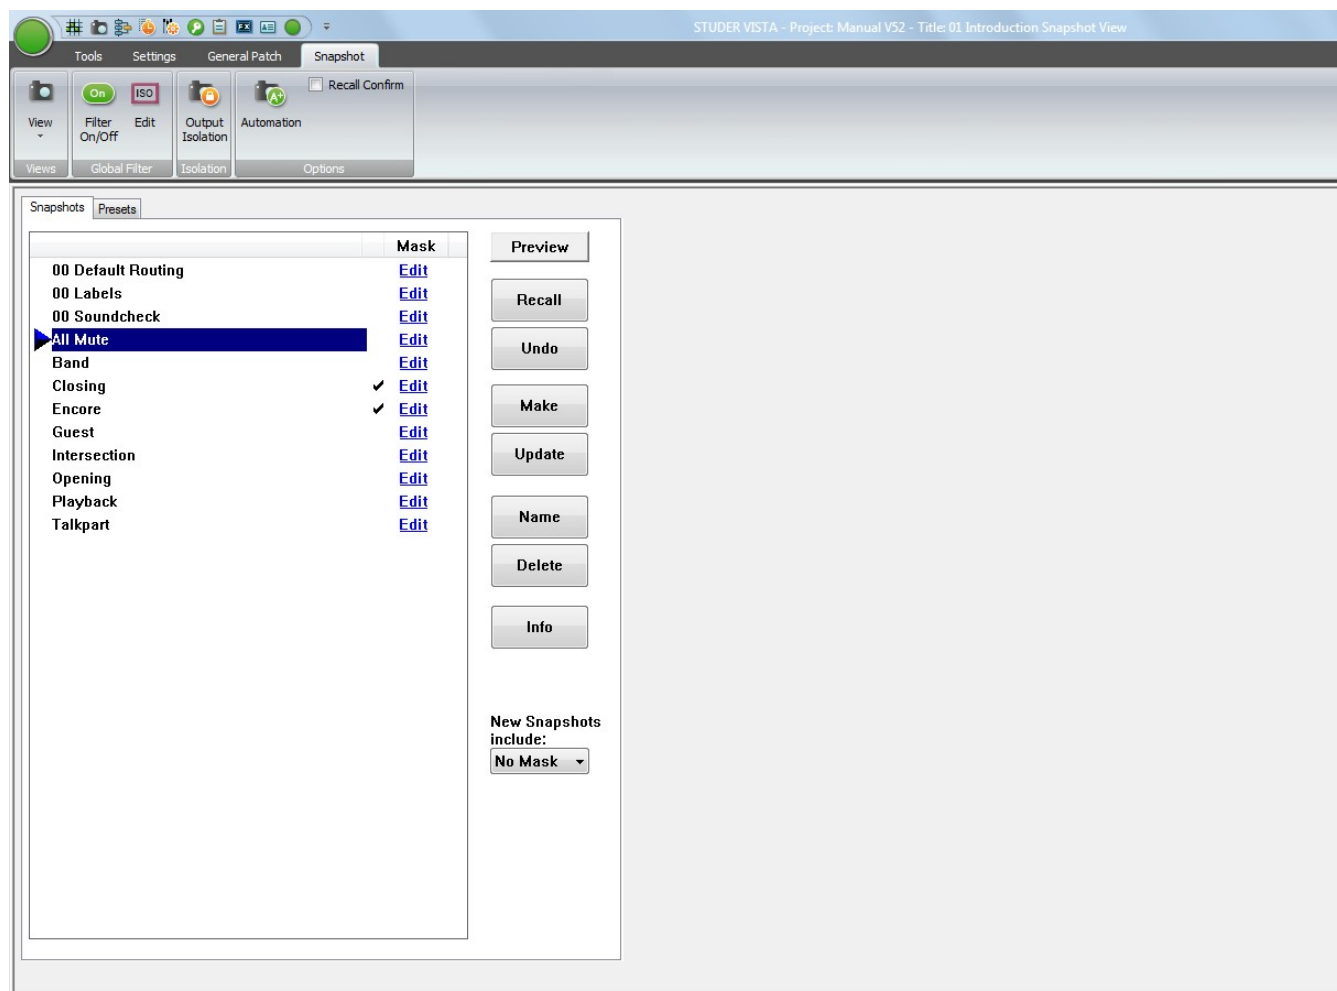 STUDER VISTA - Project: Manual V52 - Title: 01 Introduction Snapshot View
FX
Tools Settings General Patch Snapshot
On ISO A+ Recall Confirm
View Filter On/Off Edit Output Isolation Automation
Views Global Filter Isolation Options
Snapshots Presets
Mask Preview
00 Default Routing Edit
00 Labels Edit
Recall
00 Soundcheck Edit
All Mute Edit
Undo
Band Edit
Closing ✔ Edit
Encore ✔ Edit
Make
Guest Edit
Intersection Edit
Update
Opening Edit
Playback Edit
Talkpart Edit
Name
Delete
Info
New Snapshots
include:
No Mask